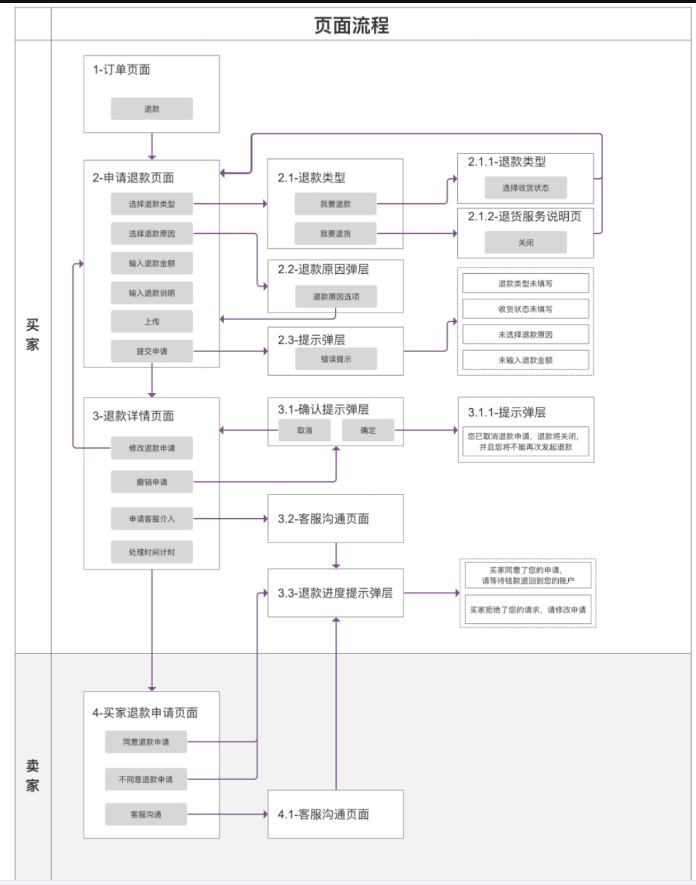 页面流程
买家
1-订单页面
退款
2-申请退款页面
选择退款类型
选择退款原因
输入退款金额
输入退款说明
上传
提交申请
2.1-退款类型
我要退款
我要退货
2.1.1-退款类型
选择收货状态
2.1.2-退货服务说明页
关闭
2.2-退款原因弹层
退款原因选项
2.3-提示弹层
错误提示
退款类型未填写
收货状态未填写
未选择退款原因
未输入退款金额
3-退款详情页面
修改退款申请
撤销申请
申请客服介入
处理时间计时
3.1-确认提示弹层
取消
确定
3.1.1-提示弹层
您已取消退款申请，退款将关闭，
并且您将不能再次发起退款
3.2-客服沟通页面
3.3-退款进度提示弹层
买家同意了您的申请，
请等待钱款退回到您的账户
买家拒绝了您的请求，请修改申请
卖家
4-买家退款申请页面
同意退款申请
不同意退款申请
客服沟通
4.1-客服沟通页面